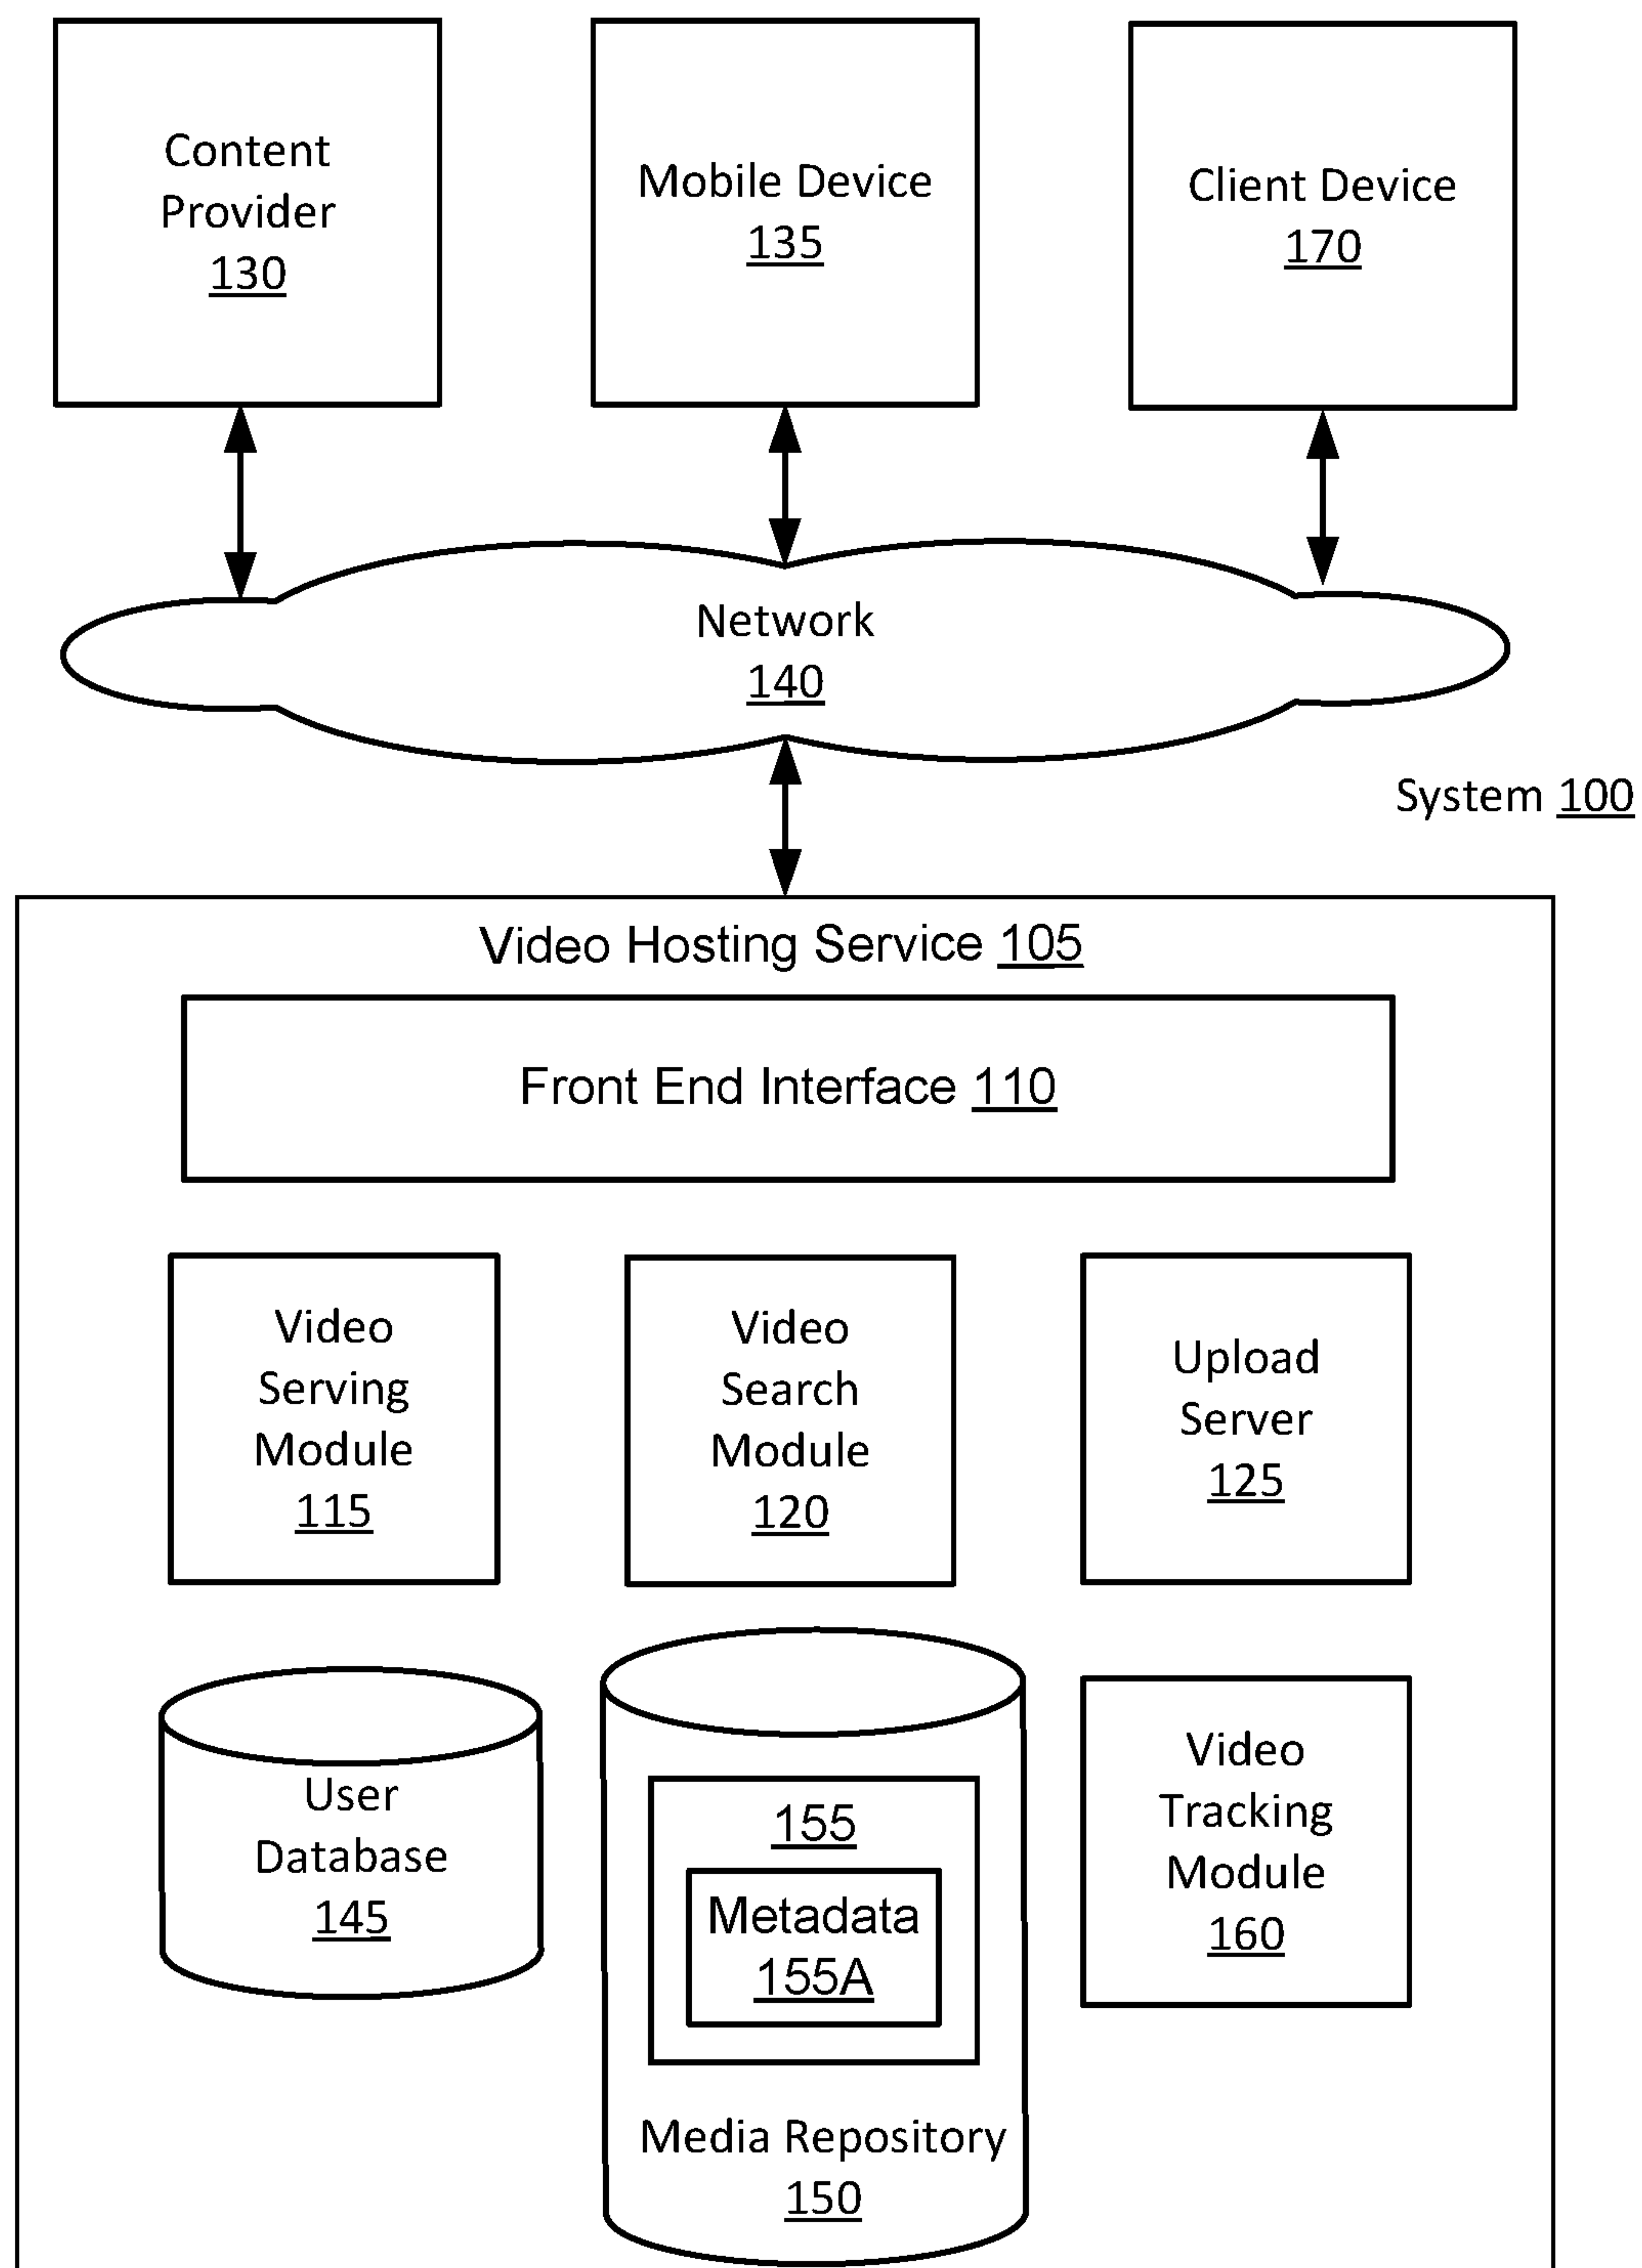 Content
Provider
130
Mobile Device
135
Client Device
170
Network
140
System 100
Video Hosting Service 105
Front End Interface 110
Video
Serving
Module
115
Video
Search
Module
120
Upload
Server
125
User
Database
145
155
Metadata
155A
Media Repository
150
Video
Tracking
Module
160